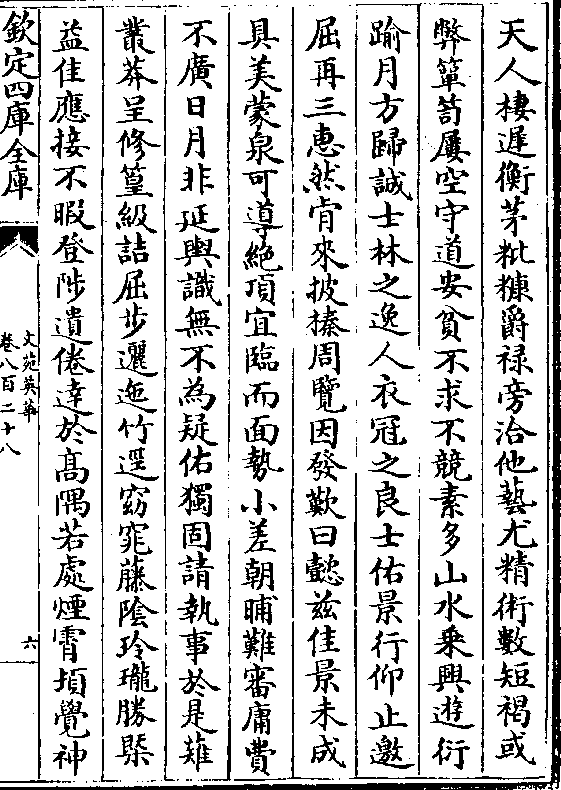 天人棲遲衡茅粃糠爵祿旁洽他藝尤精術數短褐或
弊簞笥屢空守道安貧不求不競素多山水乘興遊衍
踰月方歸誠士林之逸人衣冠之良士佑景行仰止邀
屈再三惠然肯來披榛周覽因發歎曰懿兹佳景未成
具美蒙泉可導絶頂宜臨而面勢小差朝晡難審庸費
不廣日月非延輿識無不為疑佑獨固請執事於是薙
叢莽呈修篁級詰屈步邐迤竹逕窈窕藤陰玲瓏勝槩
益佳應接不暇登陟遺倦達於髙隅若處煙霄頃覺神
欽定四庫全書
文苑英華
卷八百二十八
六